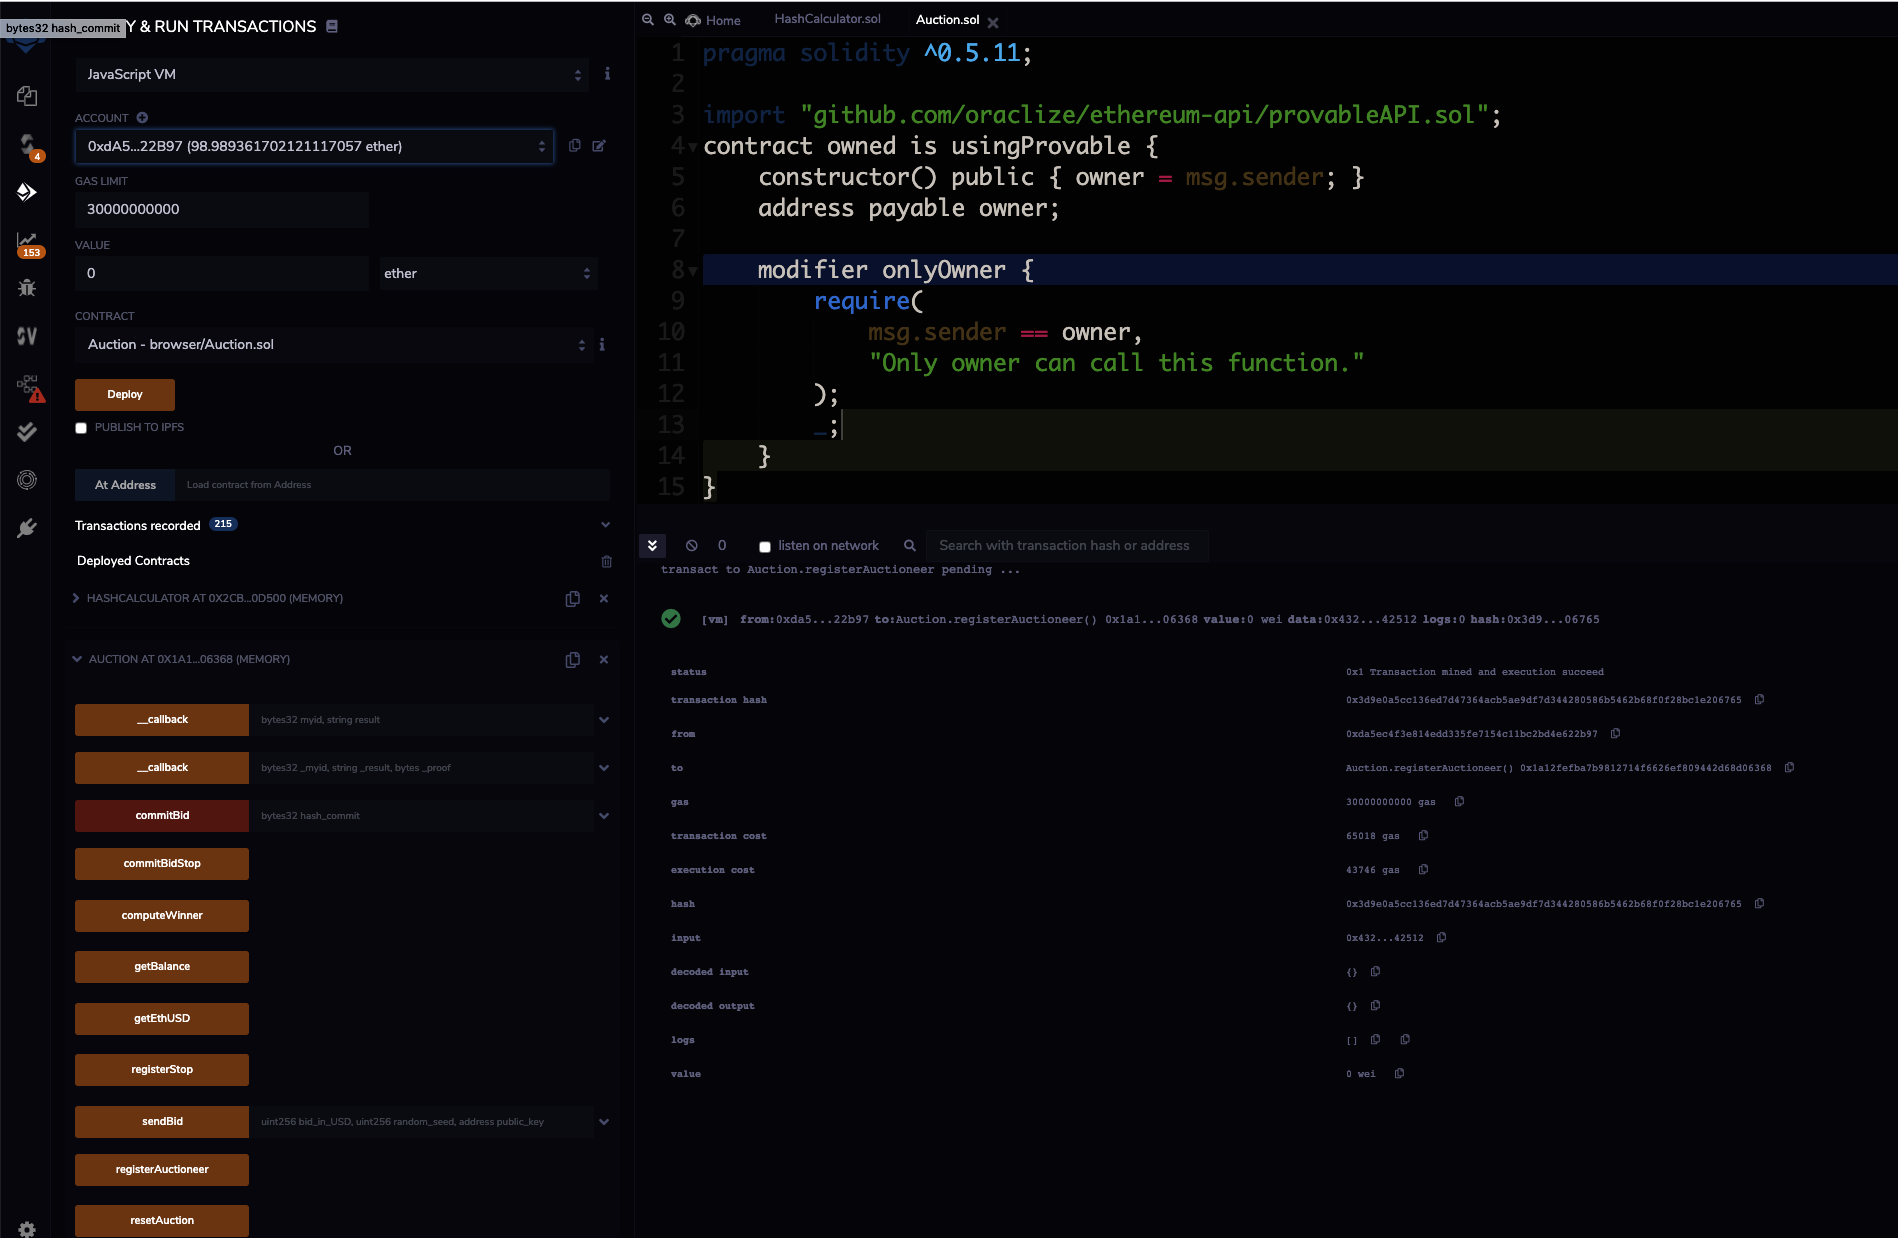 bytes32 hash_commit
Y & RUN TRANSACTIONS
JavaScript VM
ACCOUNT
0xdA5...22B97 (98.989361702121117057 ether)
GAS LIMIT
30000000000
VALUE
0
ether
CONTRACT
Auction - browser/Auction.sol
Deploy
PUBLISH TO IPFS
OR
At Address
Load contract from Address
Transactions recorded 215
Deployed Contracts
HASHCALCULATOR AT 0X2CB...0D500 (MEMORY)
AUCTION AT 0X1A1...06368 (MEMORY)
__callback bytes32 myid, string result
__callback bytes32 _myid, string _result, bytes _proof
commitBid bytes32 hash_commit
commitBidStop
computeWinner
getBalance
getEthUSD
registerStop
sendBid uint256 bid_in_USD, uint256 random_seed, address public_key
registerAuctioneer
resetAuction
4
153
Home HashCalculator.sol Auction.sol
1 pragma solidity ^0.5.11;
2
3 import "github.com/oraclize/ethereum-api/provableAPI.sol";
4 contract owned is usingProvable {
5 constructor() public { owner = msg.sender; }
6 address payable owner;
7
8 modifier onlyOwner {
9 require(
10 msg.sender == owner,
11 "Only owner can call this function."
12 );
13 _;
14 }
15 }
0 listen on network Search with transaction hash or address
transact to Auction.registerAuctioneer pending ...
[vm] from:0xda5...22b97 to:Auction.registerAuctioneer() 0x1a1...06368 value:0 wei data:0x432...42512 logs:0 hash:0x3d9...06765
status 0x1 Transaction mined and execution succeed
transaction hash 0x3d9e0a5cc136ed7d47364acb5ae9df7d344280586b5462b68f0f28bc1e206765
from 0xda5ec4f3e814edd335fe7154c11bc2bd4e622b97
to Auction.registerAuctioneer() 0x1a12fefba7b9812714f6626ef809442d68d06368
gas 30000000000 gas
transaction cost 65018 gas
execution cost 43746 gas
hash 0x3d9e0a5cc136ed7d47364acb5ae9df7d344280586b5462b68f0f28bc1e206765
input 0x432...42512
decoded input {}
decoded output {}
logs []
value 0 wei